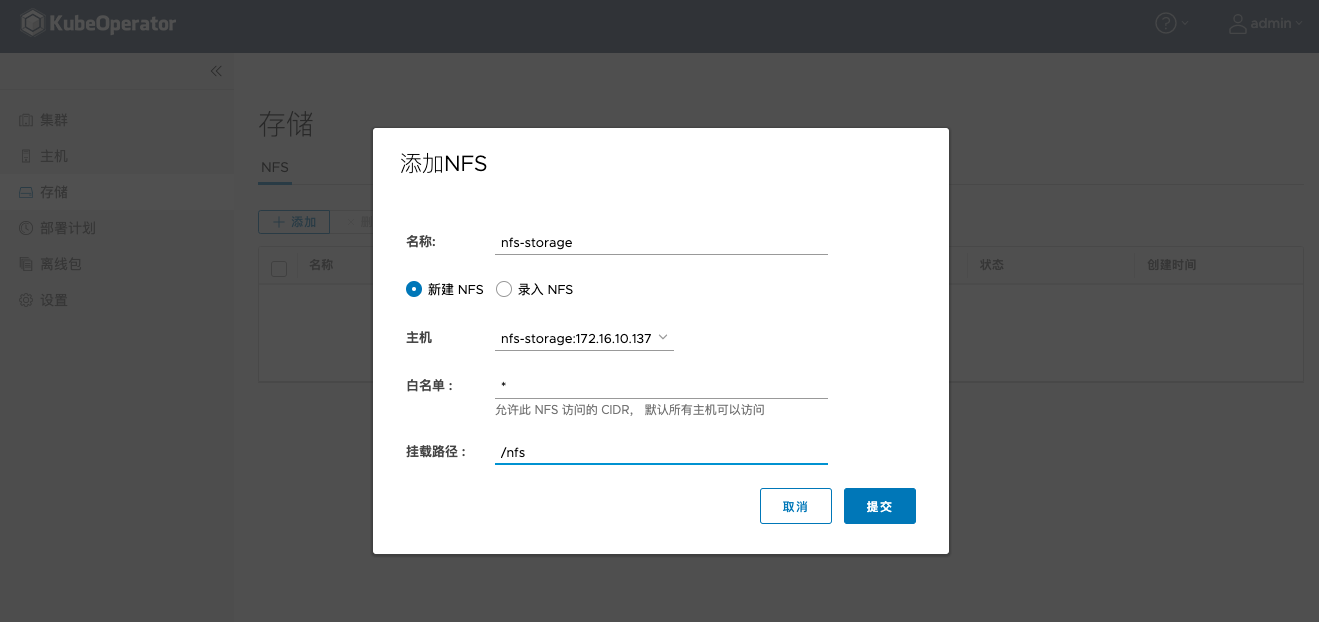 KubeOperator
admin
集群
主机
存储
部署计划
离线包
设置
存储
NFS
添加
名称
状态
创建时间
添加NFS
名称:
nfs-storage
新建 NFS
录入 NFS
主机
nfs-storage:172.16.10.137
白名单：
*
允许此 NFS 访问的 CIDR， 默认所有主机可以访问
挂载路径：
/nfs
取消
提交